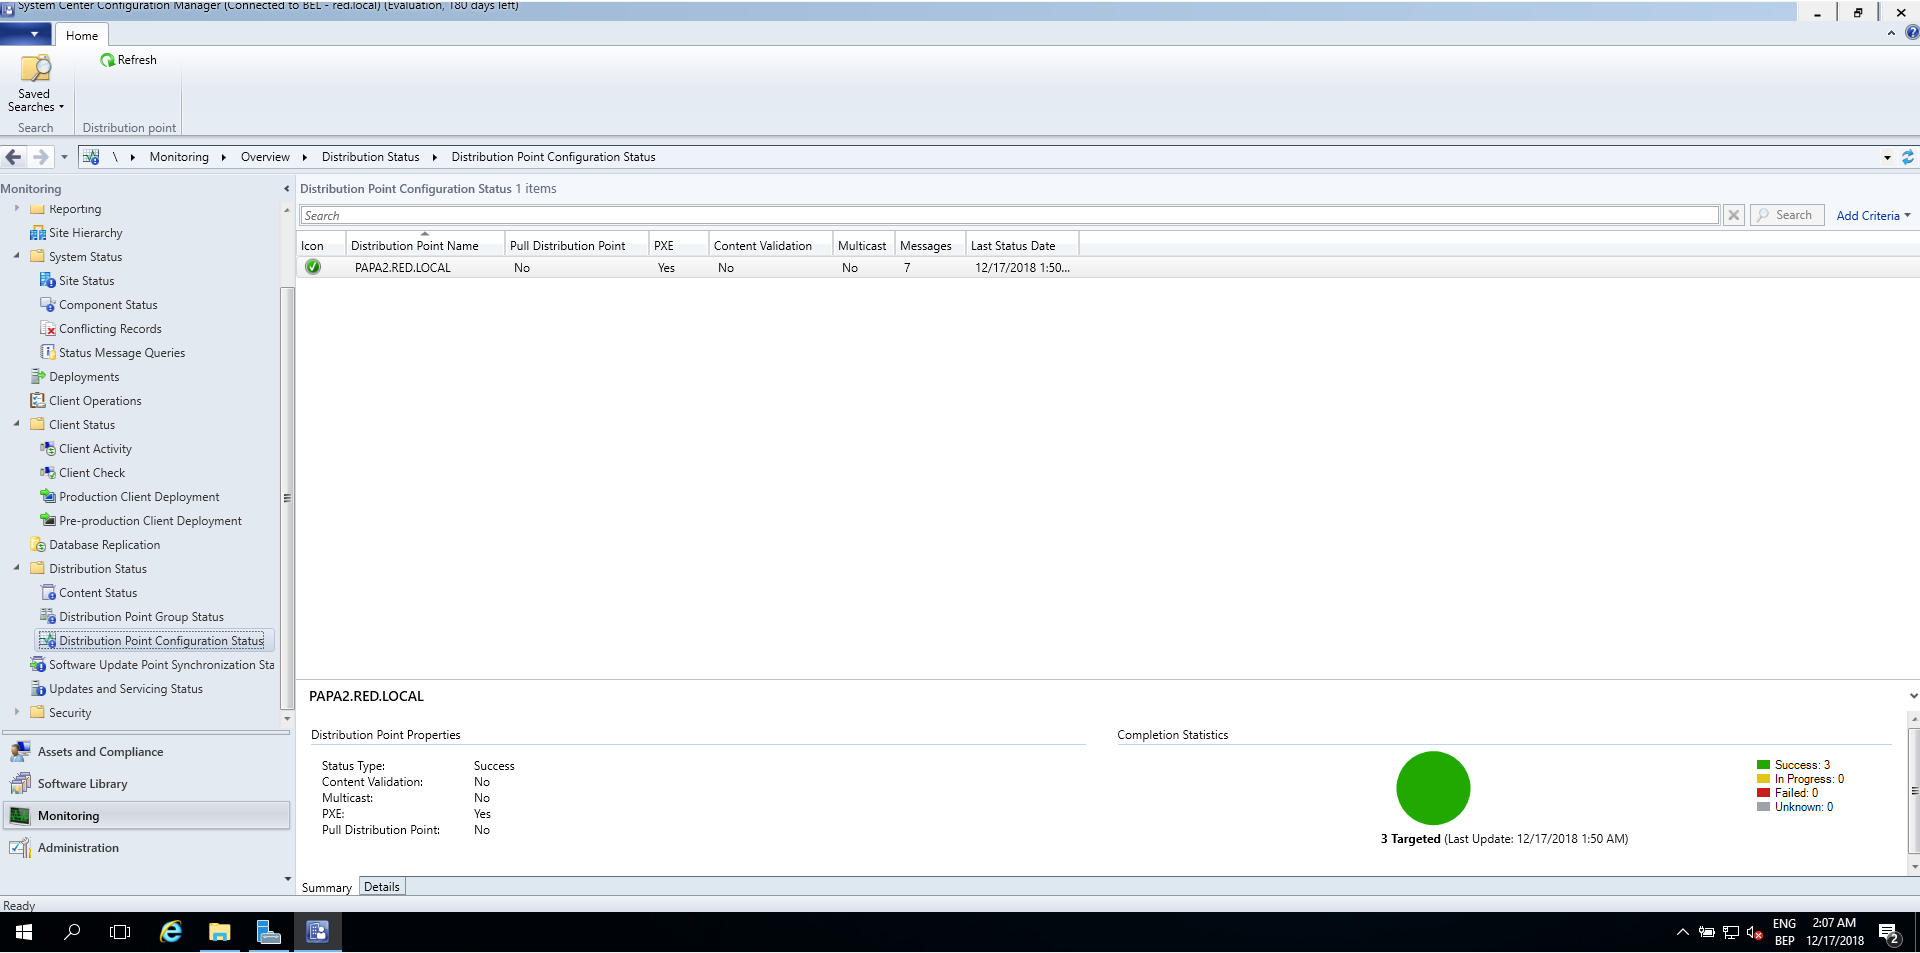 System Center Configuration Manager (Connected to BEL - red.local) (Evaluation, 180 days left)
Home
Saved Searches
Refresh
Search
Distribution point
\ Monitoring Overview Distribution Status Distribution Point Configuration Status
Monitoring
Reporting
Site Hierarchy
System Status
Site Status
Component Status
Conflicting Records
Status Message Queries
Deployments
Client Operations
Client Status
Client Activity
Client Check
Production Client Deployment
Pre-production Client Deployment
Database Replication
Distribution Status
Content Status
Distribution Point Group Status
Distribution Point Configuration Status
Software Update Point Synchronization Sta
Updates and Servicing Status
Security
Assets and Compliance
Software Library
Monitoring
Administration
Distribution Point Configuration Status 1 items
Search
Search
Add Criteria
Icon Distribution Point Name Pull Distribution Point PXE Content Validation Multicast Messages Last Status Date
PAPA2.RED.LOCAL No Yes No No 7 12/17/2018 1:50...
PAPA2.RED.LOCAL
Distribution Point Properties
Status Type: Success
Content Validation: No
Multicast: No
PXE: Yes
Pull Distribution Point: No
Completion Statistics
Success: 3
In Progress: 0
Failed: 0
Unknown: 0
3 Targeted (Last Update: 12/17/2018 1:50 AM)
Summary Details
Ready
ENG
BEP
2:07 AM
12/17/2018
2